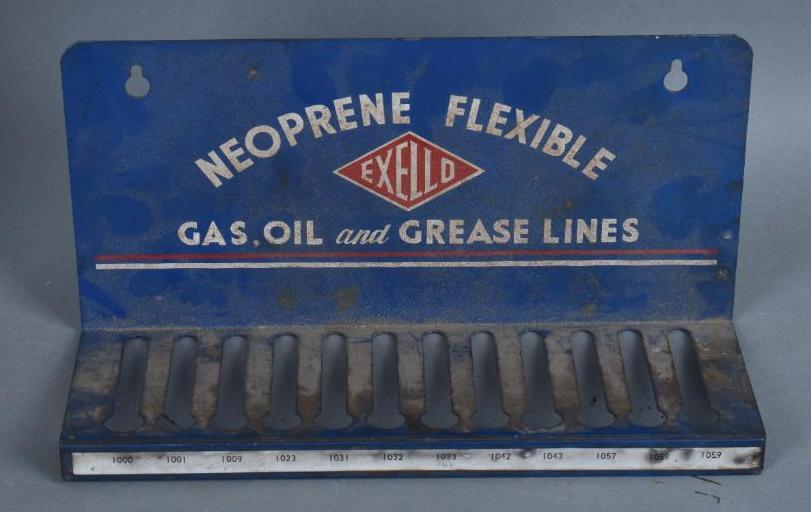 NEOPRENE FLEXIBLE
EXELLO
GAS, OIL and GREASE LINES
1000 1001 1009 1023 1031 1032 1033 1042 1043 1057 1058 1059